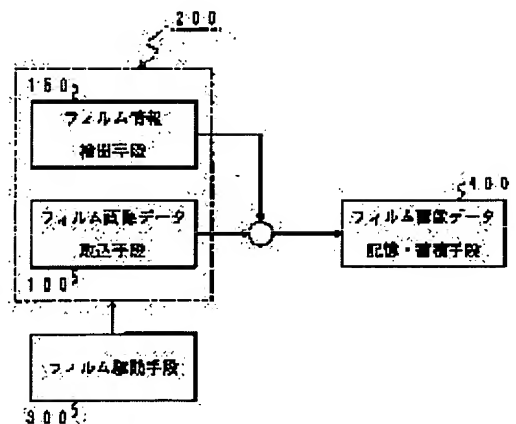 200
150
フィルム情報
検出手段
フィルム画像データ
取込手段
100
400
フィルム画像データ
記憶・蓄積手段
フィルム駆動手段
300